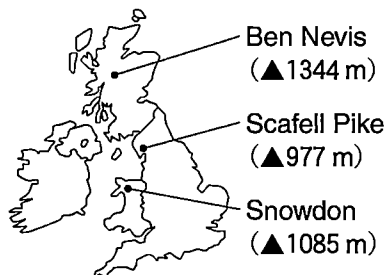 Ben Nevis
(▲1344 m)
Scafell Pike
(▲977 m)
Snowdon
(▲1085 m)